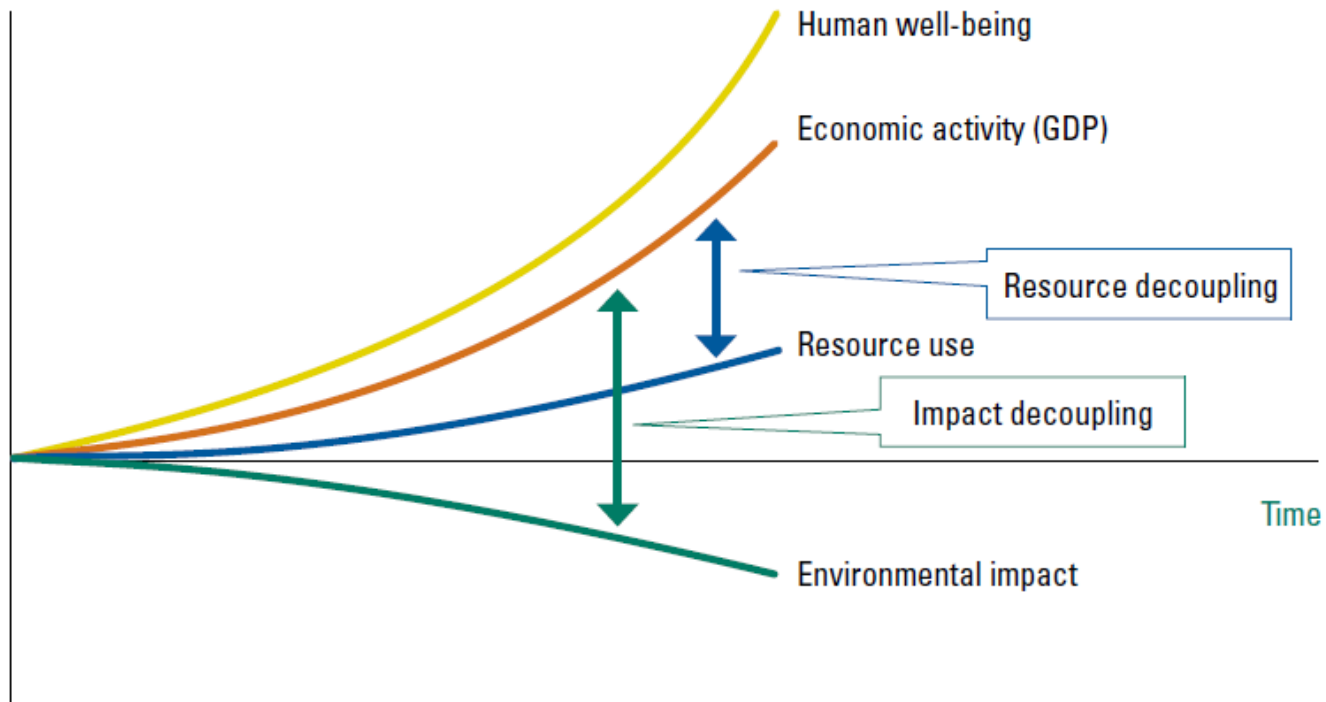 Human well-being
Economic activity (GDP)
Resource decoupling
Resource use
Impact decoupling
Time
Environmental impact